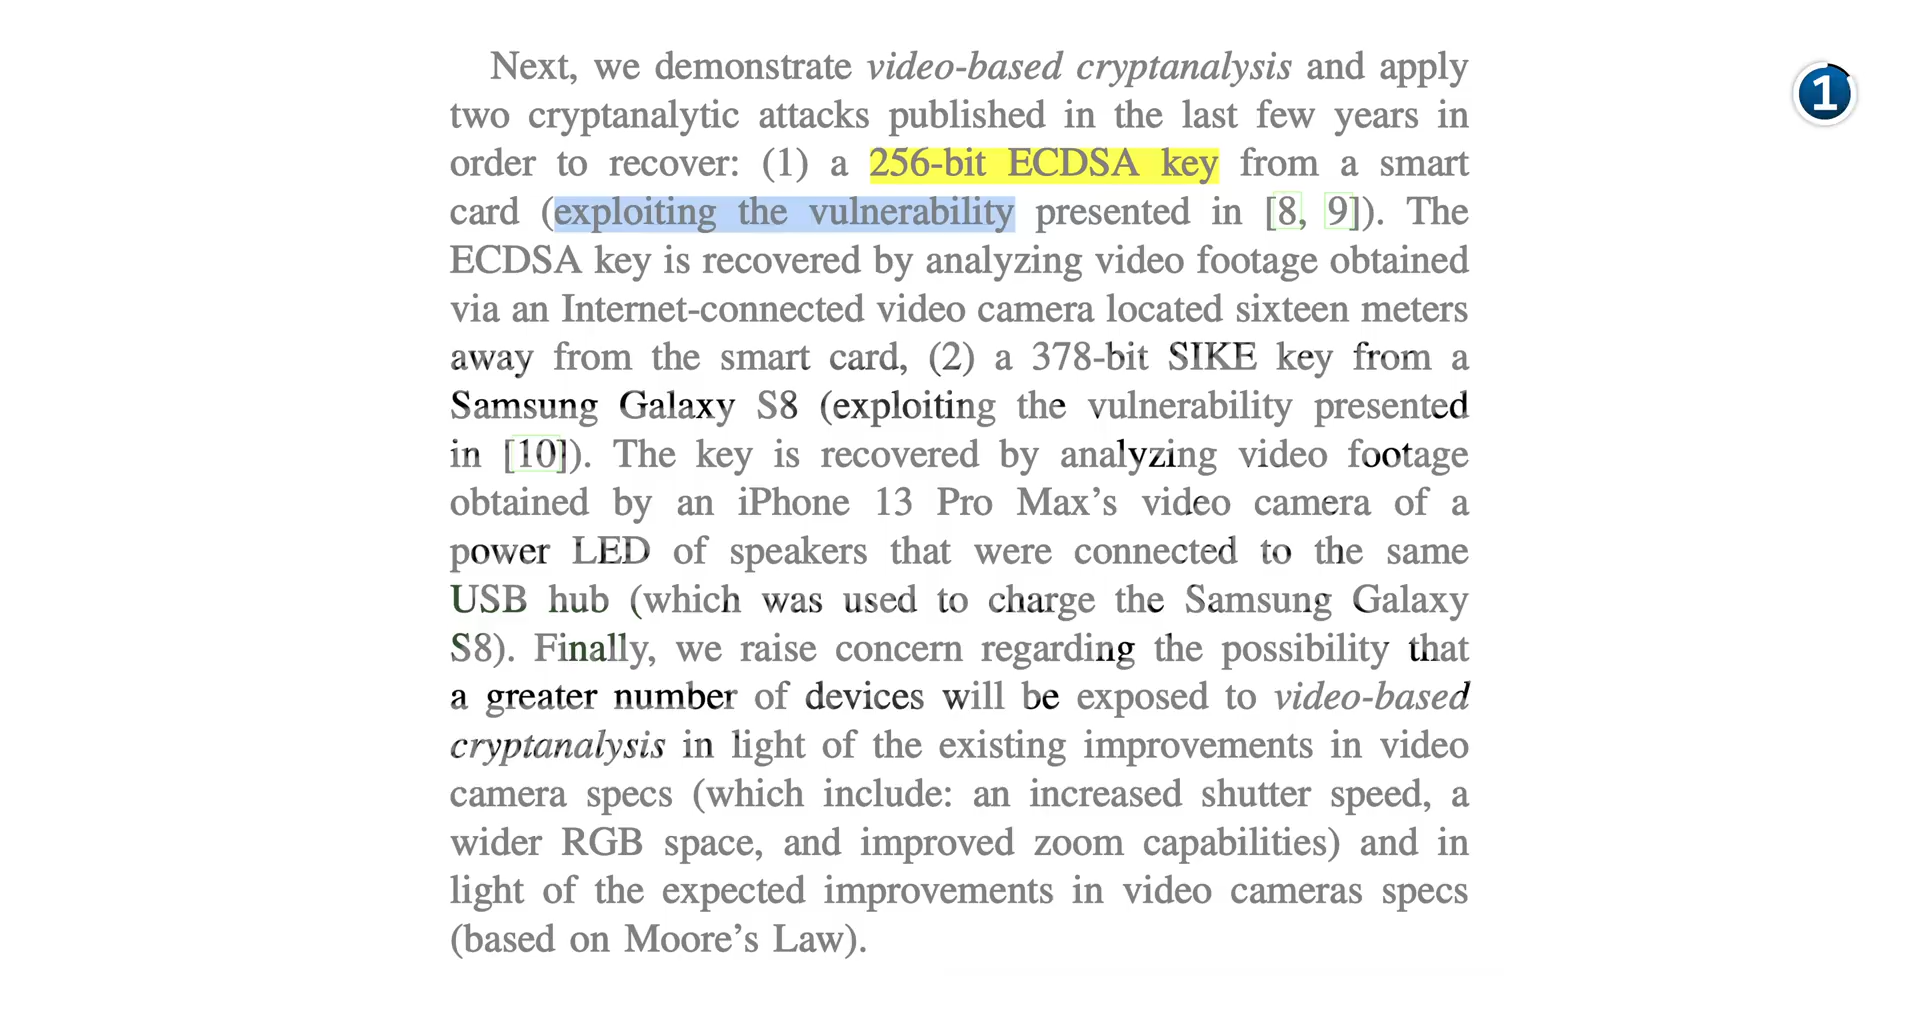 Next, we demonstrate video-based cryptanalysis and apply
two cryptanalytic attacks published in the last few years in
order to recover: (1) a 256-bit ECDSA key from a smart
card (exploiting the vulnerability presented in [8, 9]). The
ECDSA key is recovered by analyzing video footage obtained
via an Internet-connected video camera located sixteen meters
away from the smart card, (2) a 378-bit SIKE key from a
Samsung Galaxy S8 (exploiting the vulnerability presented
in [10]). The key is recovered by analyzing video footage
obtained by an iPhone 13 Pro Max’s video camera of a
power LED of speakers that were connected to the same
USB hub (which was used to charge the Samsung Galaxy
S8). Finally, we raise concern regarding the possibility that
a greater number of devices will be exposed to video-based
cryptanalysis in light of the existing improvements in video
camera specs (which include: an increased shutter speed, a
wider RGB space, and improved zoom capabilities) and in
light of the expected improvements in video cameras specs
(based on Moore’s Law).
1